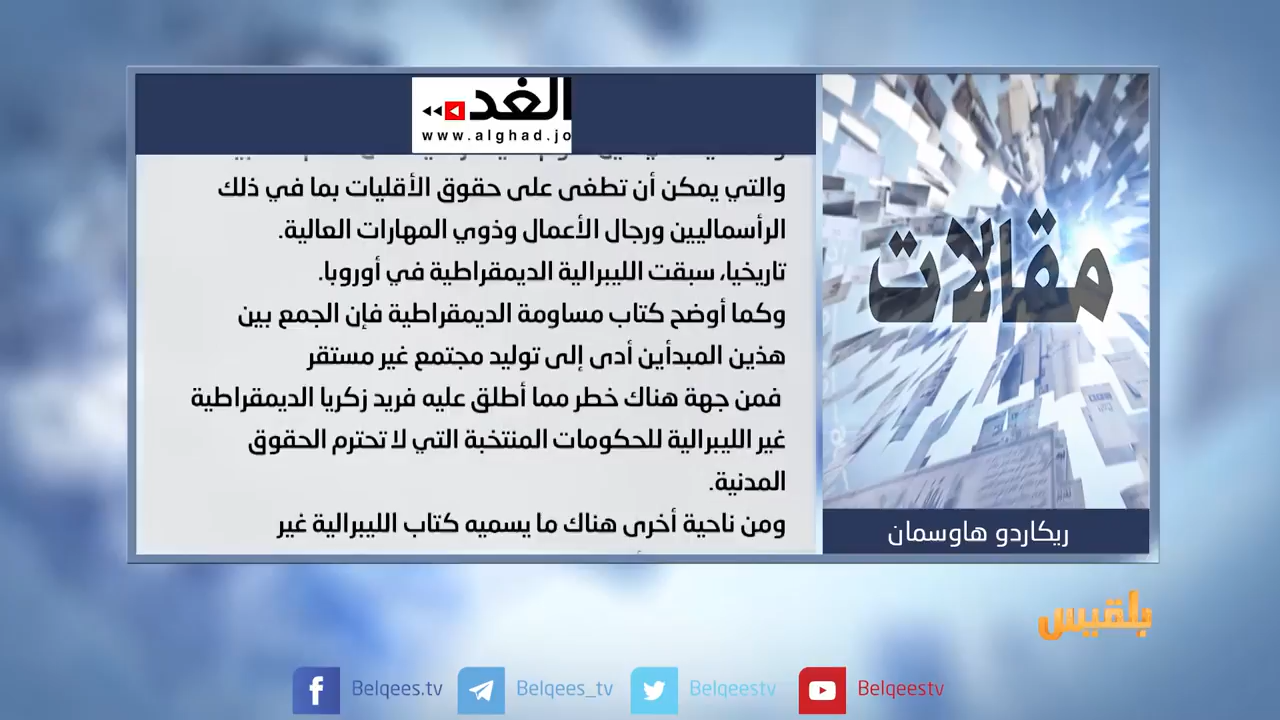 الغد
www.alghad.jo
والتي يمكن أن تطغى على حقوق الأقليات بما في ذلك
الرأسماليين ورجال الأعمال وذوي المهارات العالية.
تاريخيا، سبقت الليبرالية الديمقراطية في أوروبا.
وكما أوضح كتاب مساومة الديمقراطية فإن الجمع بين
هذين المبدأين أدى إلى توليد مجتمع غير مستقر
فمن جهة هناك خطر مما أطلق عليه فريد زكريا الديمقراطية
غير الليبرالية للحكومات المنتخبة التي لا تحترم الحقوق
المدنية.
ومن ناحية أخرى هناك ما يسميه كتاب الليبرالية غير
مقالات
ريكاردو هاوسمان
بلقيس
Belqees.tv
Belqees_tv
Belqeestv
Belqeestv